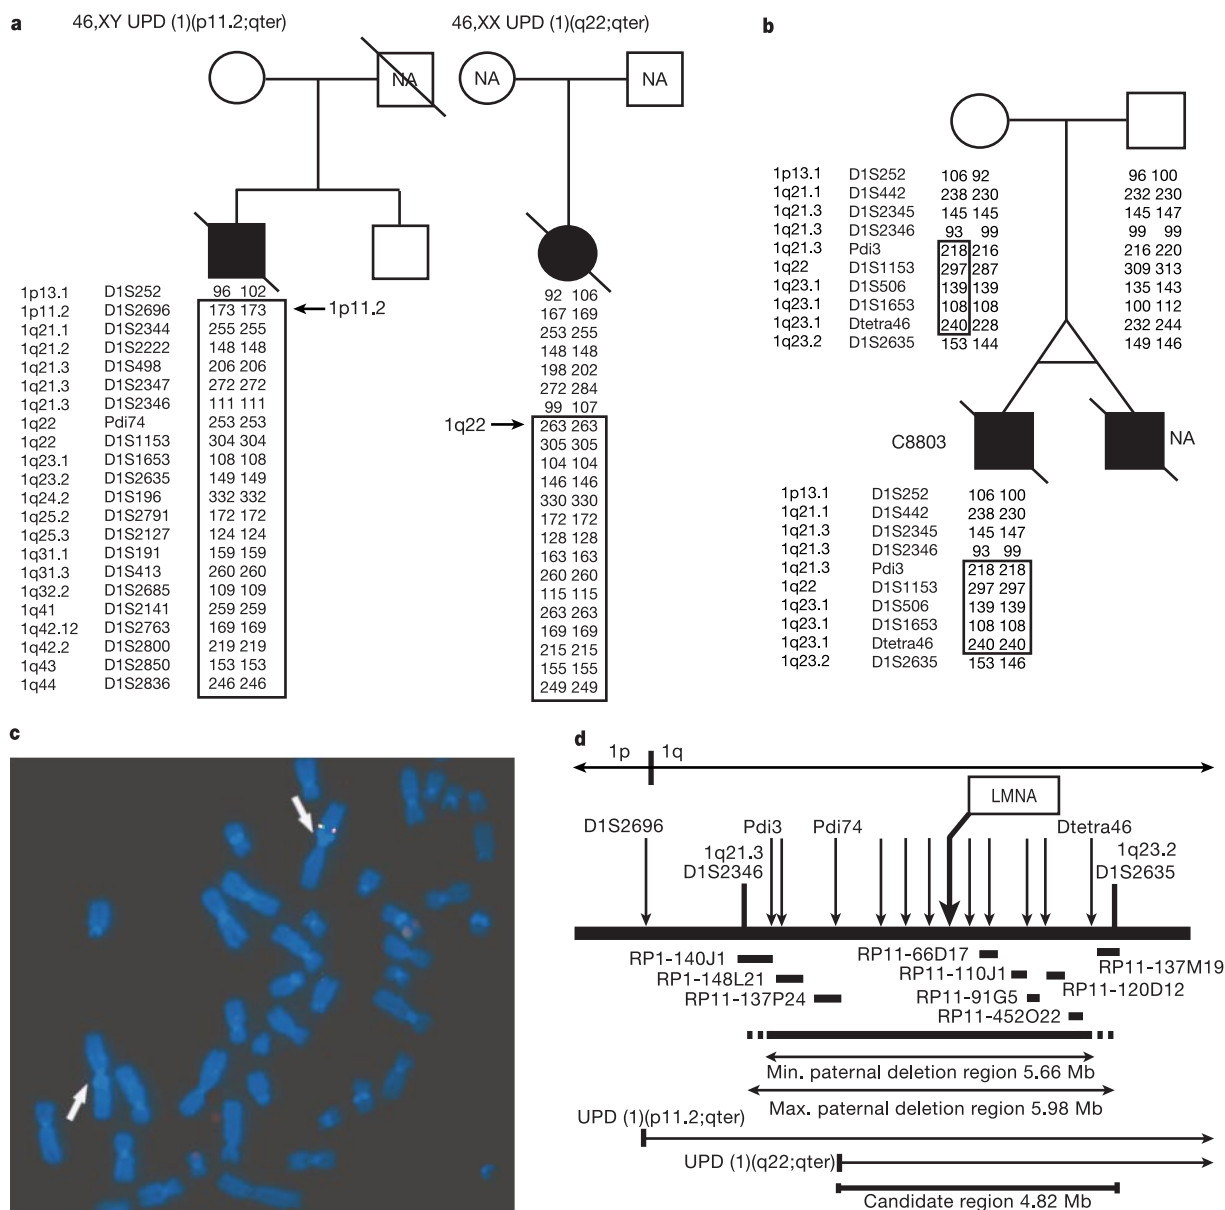 a
46,XY UPD (1)(p11.2;qter)
46,XX UPD (1)(q22;qter)
NA
NA
NA
1p13.1 D1S252 96 102
1p11.2 D1S2696 173 173
1q21.1 D1S2344 255 255
1q21.2 D1S2222 148 148
1q21.3 D1S498 206 206
1q21.3 D1S2347 272 272
1q21.3 D1S2346 111 111
1q22 Pdi74 253 253
1q22 D1S1153 304 304
1q23.1 D1S1653 108 108
1q23.2 D1S2635 149 149
1q24.2 D1S196 332 332
1q25.2 D1S2791 172 172
1q25.3 D1S2127 124 124
1q31.1 D1S191 159 159
1q31.3 D1S413 260 260
1q32.2 D1S2685 109 109
1q41 D1S2141 259 259
1q42.12 D1S2763 169 169
1q42.2 D1S2800 219 219
1q43 D1S2850 153 153
1q44 D1S2836 246 246
1p11.2
92 106
167 169
253 255
148 148
198 202
272 284
99 107
1q22
263 263
305 305
104 104
146 146
330 330
172 172
128 128
163 163
260 260
115 115
263 263
169 169
215 215
155 155
249 249
b
1p13.1 D1S252 106 92 96 100
1q21.1 D1S442 238 230 232 230
1q21.3 D1S2345 145 145 145 147
1q21.3 D1S2346 93 99 99 99
1q21.3 Pdi3 218 216 216 220
1q22 D1S1153 297 287 309 313
1q23.1 D1S506 139 139 135 143
1q23.1 D1S1653 108 108 100 112
1q23.1 Dtetra46 240 228 232 244
1q23.2 D1S2635 153 144 149 146
C8803
NA
1p13.1 D1S252 106 100
1q21.1 D1S442 238 230
1q21.3 D1S2345 145 147
1q21.3 D1S2346 93 99
1q21.3 Pdi3 218 218
1q22 D1S1153 297 297
1q23.1 D1S506 139 139
1q23.1 D1S1653 108 108
1q23.1 Dtetra46 240 240
1q23.2 D1S2635 153 146
c
d
1p 1q
LMNA
D1S2696 Pdi3 Pdi74 Dtetra46
1q21.3 1q23.2
D1S2346 D1S2635
RP1-140J1 RP11-66D17 RP11-137M19
RP1-148L21 RP11-110J1 RP11-120D12
RP11-137P24 RP11-91G5
RP11-452O22
Min. paternal deletion region 5.66 Mb
Max. paternal deletion region 5.98 Mb
UPD (1)(p11.2;qter)
UPD (1)(q22;qter)
Candidate region 4.82 Mb